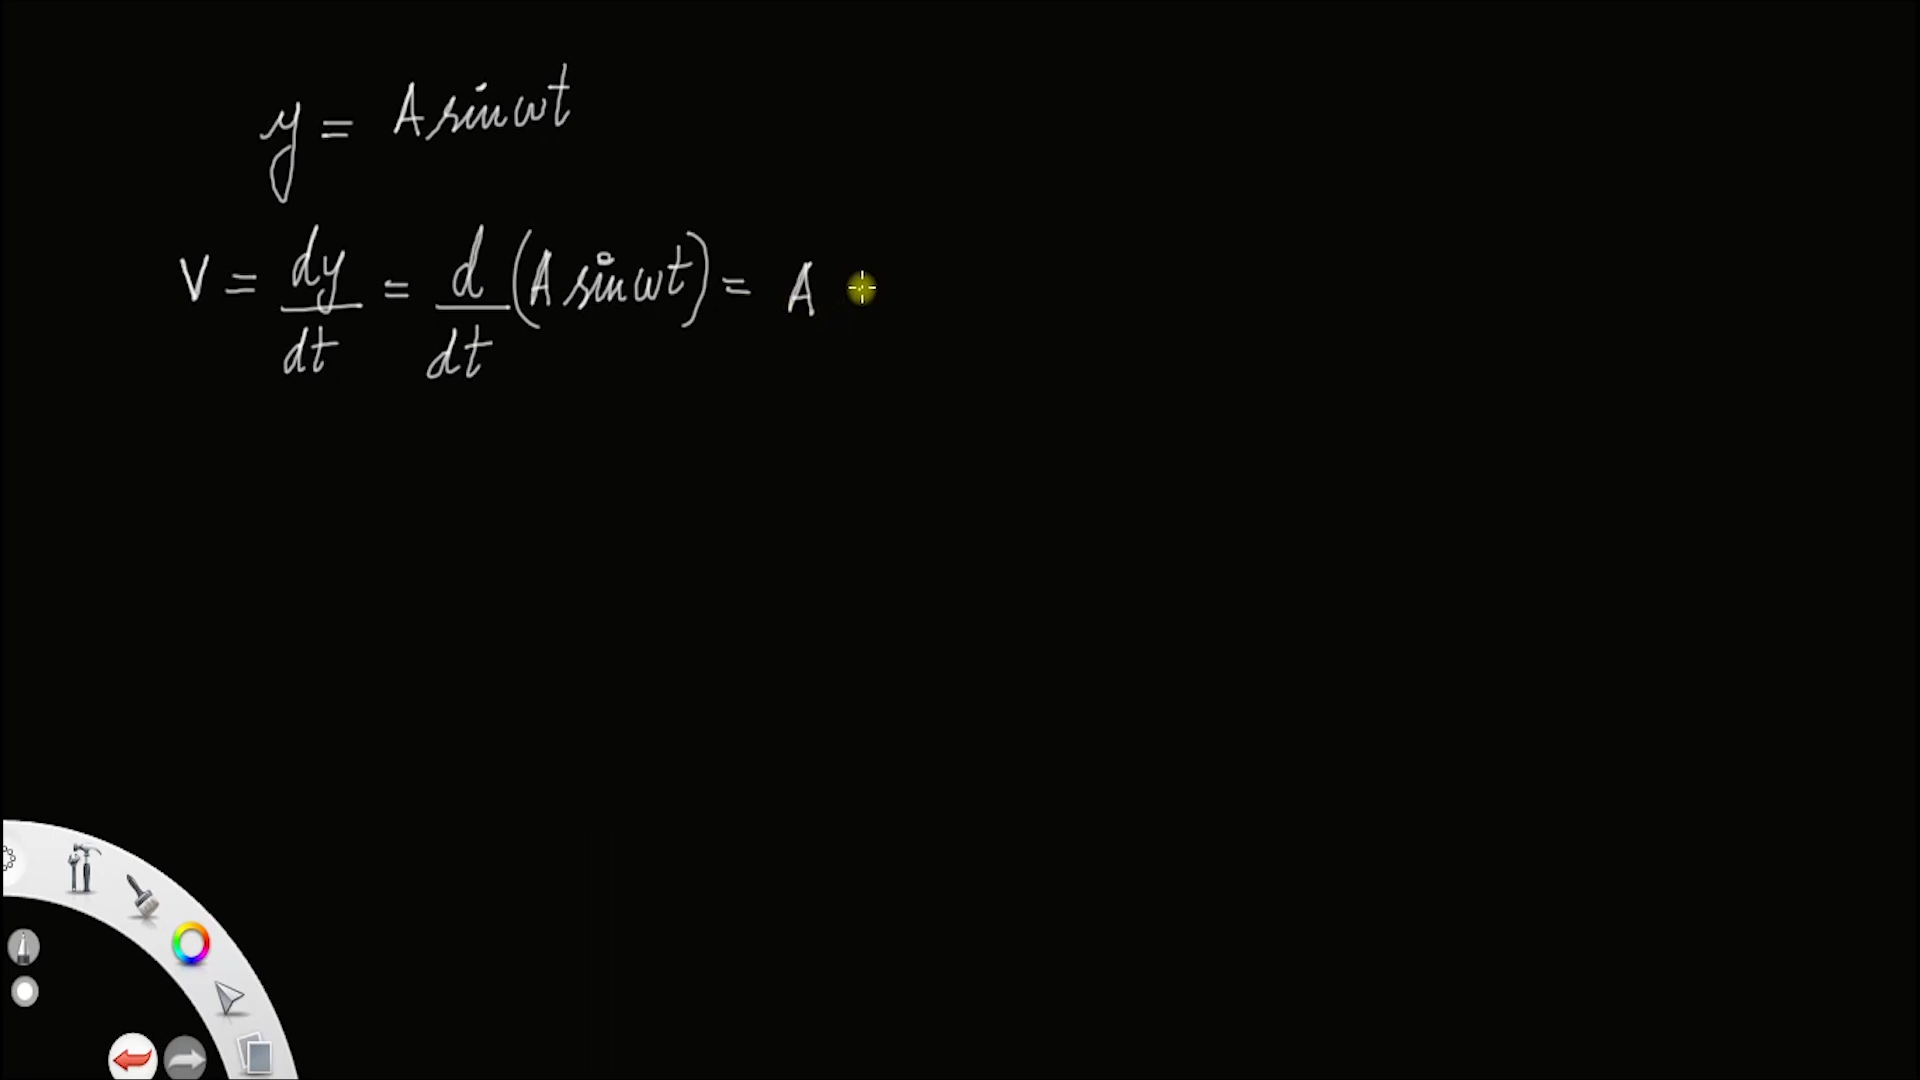 y = A sin ωt
V = dy/dt = d/dt (A sin ωt) = A